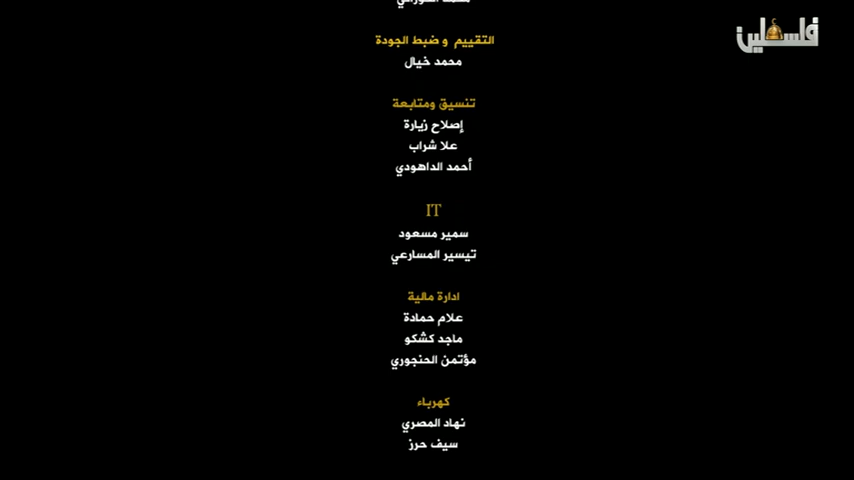 فلسطين
التقييم و ضبط الجودة
محمد خيال
تنسيق ومتابعة
إصلاح زيارة
علا شراب
أحمد الداهودي
IT
سمير مسعود
تيسير المسارعي
ادارة مالية
علام حمادة
ماجد كشكو
مؤتمن الحنجوري
كهرباء
نهاد المصري
سيف حرز